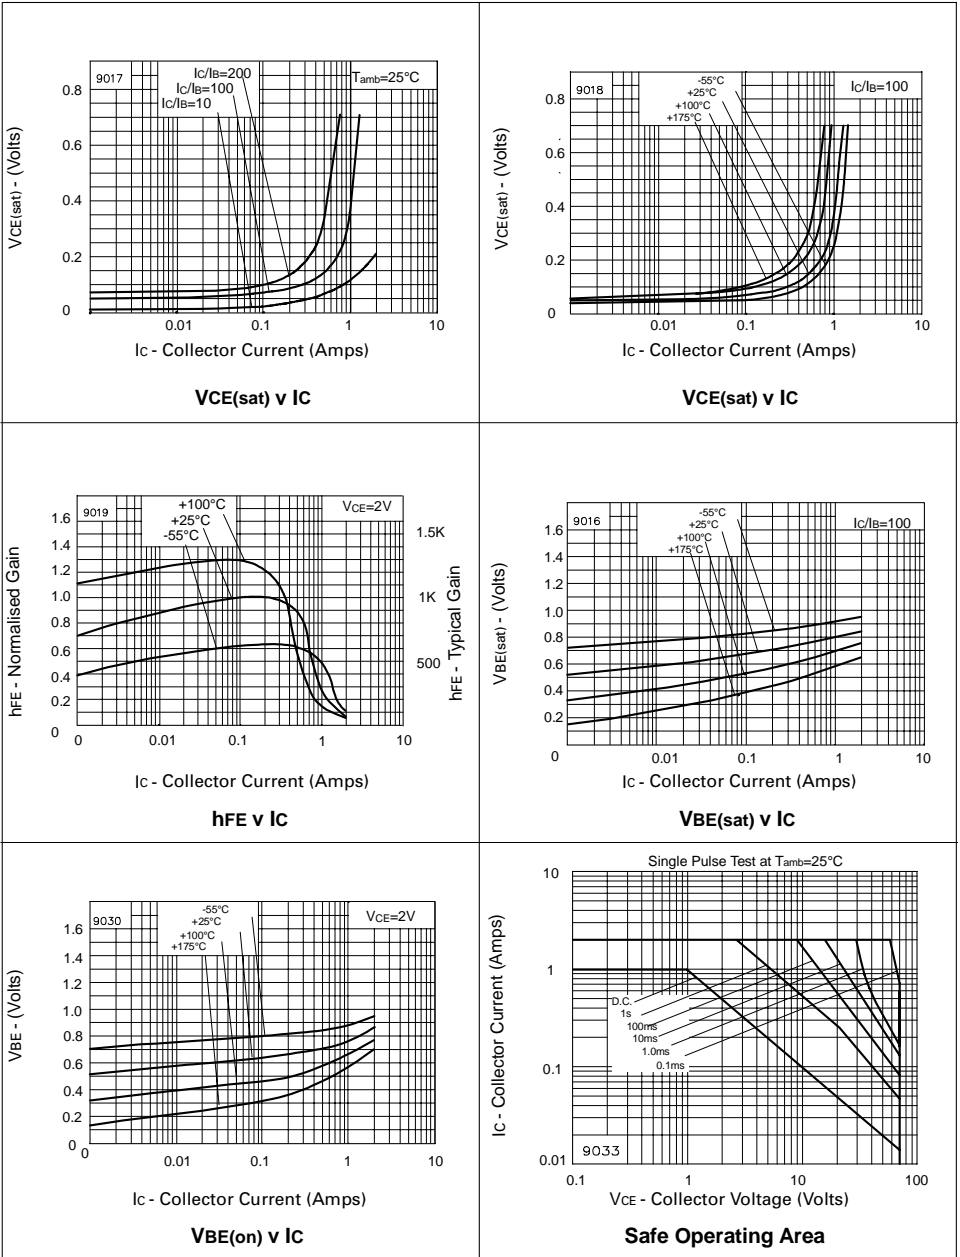 9017
IC/IB=200
IC/IB=100
IC/IB=10
Tamb=25°C
0.8
0.6
0.4
0.2
0
0.01
0.1
1
10
VCE(sat) - (Volts)
IC - Collector Current (Amps)
VCE(sat) v IC
9018
-55°C
+25°C
+100°C
+175°C
IC/IB=100
0.8
0.6
0.4
0.2
0
0.01
0.1
1
10
VCE(sat) - (Volts)
IC - Collector Current (Amps)
VCE(sat) v IC
9019
+100°C
+25°C
-55°C
VCE=2V
1.6
1.4
1.2
1.0
0.8
0.6
0.4
0.2
0
1.5K
1K
500
0
0.01
0.1
1
10
hFE - Normalised Gain
hFE - Typical Gain
IC - Collector Current (Amps)
hFE v IC
9016
-55°C
+25°C
+100°C
+175°C
IC/IB=100
1.6
1.4
1.2
1.0
0.8
0.6
0.4
0.2
0
0.01
0.1
1
10
VBE(sat) - (Volts)
IC - Collector Current (Amps)
VBE(sat) v IC
9030
-55°C
+25°C
+100°C
+175°C
VCE=2V
1.6
1.4
1.2
1.0
0.8
0.6
0.4
0.2
0
0
0.01
0.1
1
10
VBE - (Volts)
IC - Collector Current (Amps)
VBE(on) v IC
Single Pulse Test at Tamb=25°C
10
1
0.1
0.01
D.C.
1s
100ms
10ms
1.0ms
0.1ms
9033
0.1
1
10
100
IC - Collector Current (Amps)
VCE - Collector Voltage (Volts)
Safe Operating Area